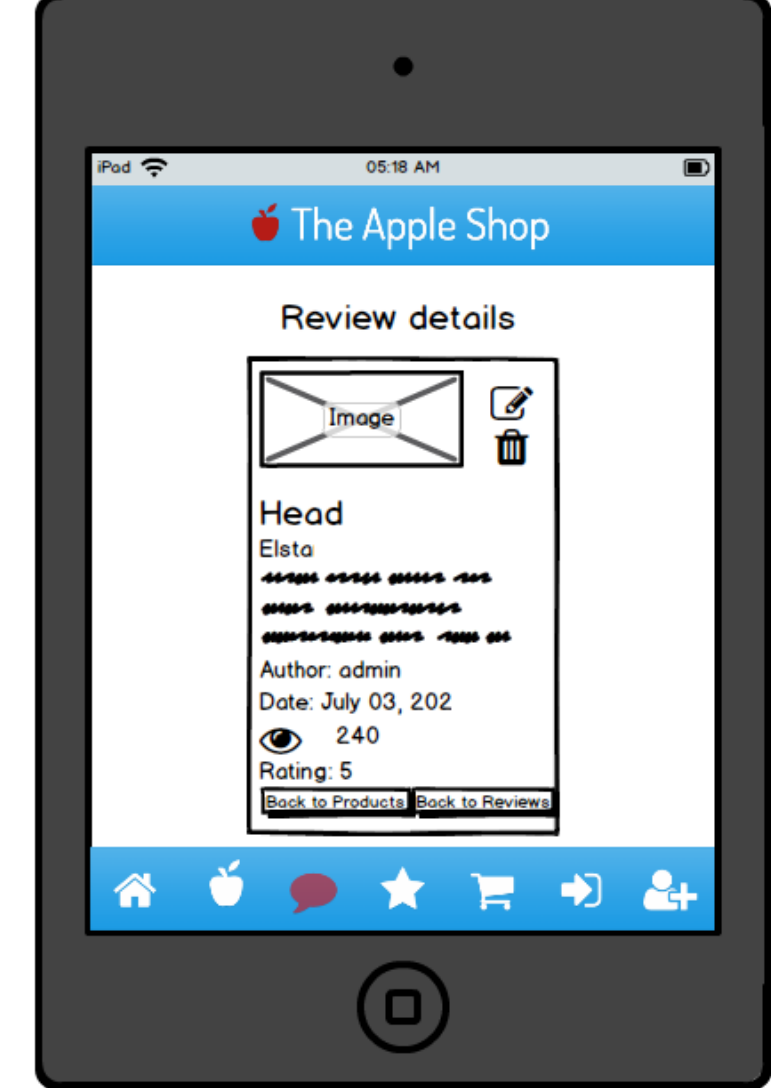 iPad 05:18 AM
The Apple Shop
Review details
Image
Head
Elsta
Author: admin
Date: July 03, 202
240
Rating: 5
Back to Products Back to Reviews